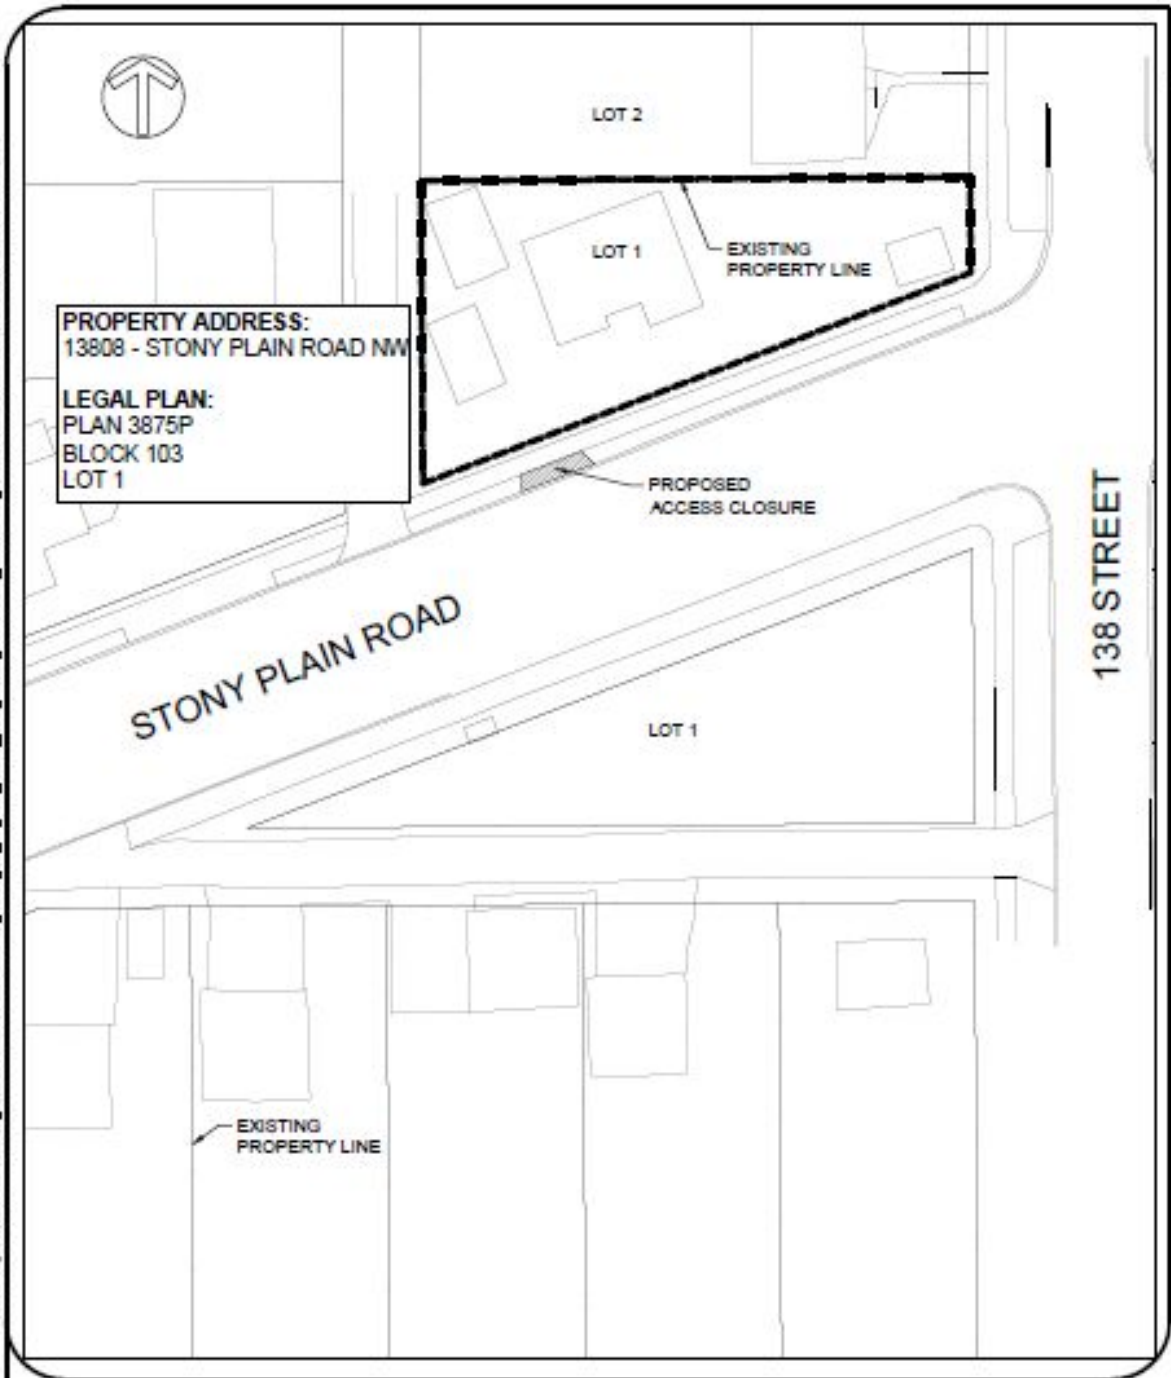 LOT 2
LOT 1
EXISTING
PROPERTY LINE
PROPERTY ADDRESS:
13808 - STONY PLAIN ROAD NW
LEGAL PLAN:
PLAN 3875P
BLOCK 103
LOT 1
PROPOSED
ACCESS CLOSURE
138 STREET
STONY PLAIN ROAD
LOT 1
EXISTING
PROPERTY LINE